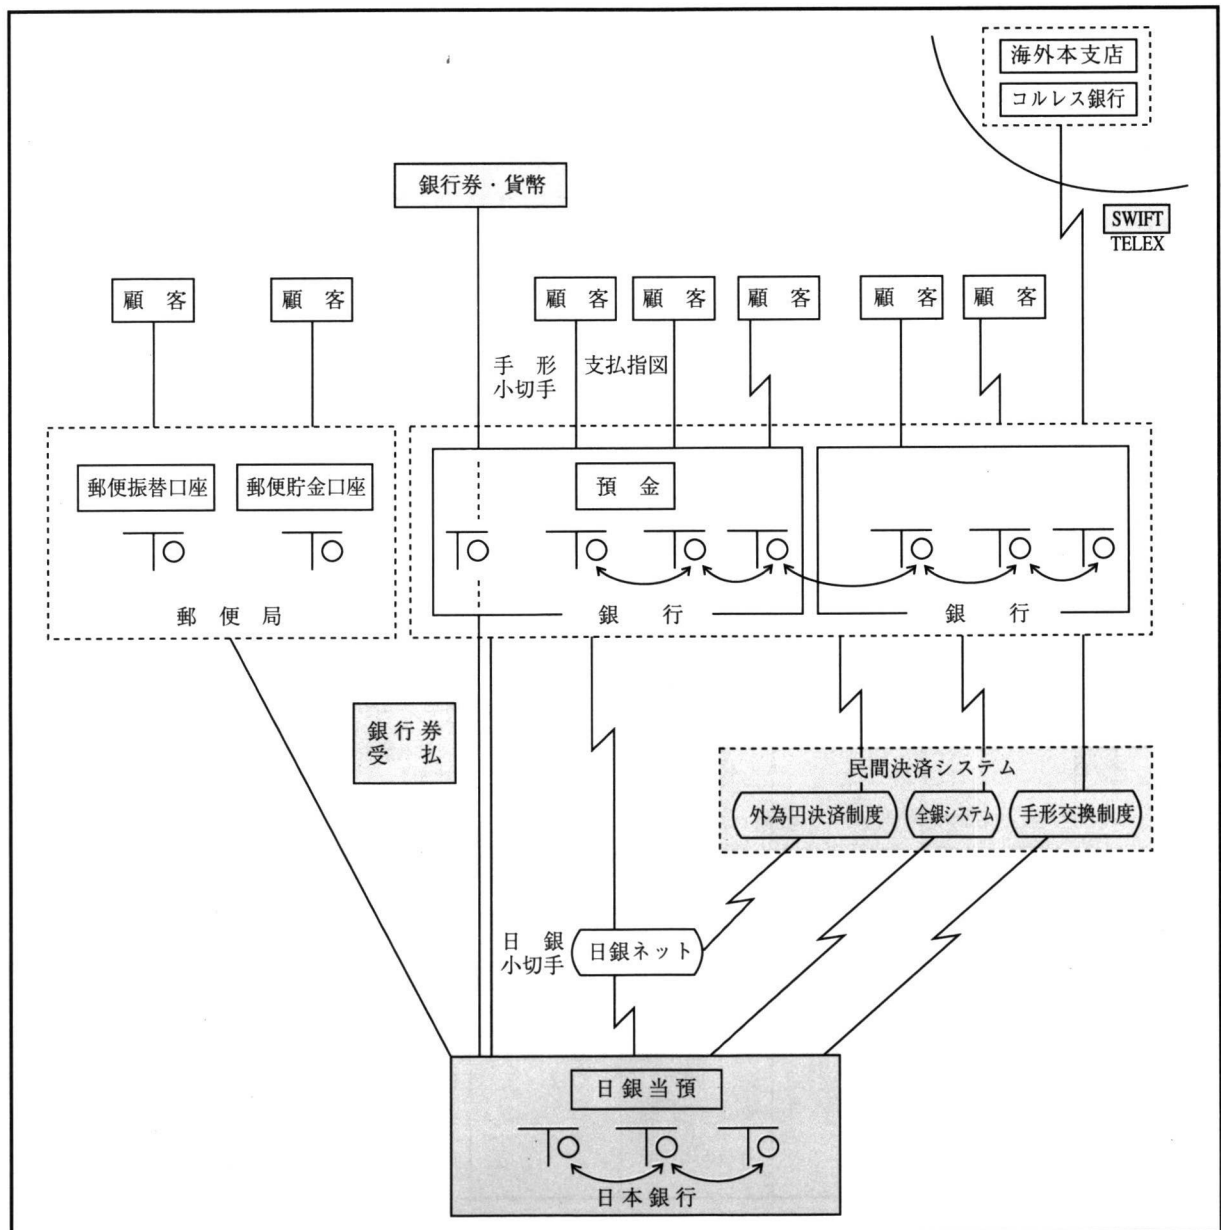 海外本支店
コルレス銀行
銀行券・貨幣
SWIFT
TELEX
顧 客
顧 客
顧 客
顧 客
顧 客
顧 客
顧 客
手 形
小切手
支払指図
郵便振替口座
郵便貯金口座
預 金
郵 便 局
銀 行
銀 行
銀行券
受 払
民間決済システム
外為円決済制度
全銀システム
手形交換制度
日 銀
小切手
日銀ネット
日銀当預
日本銀行